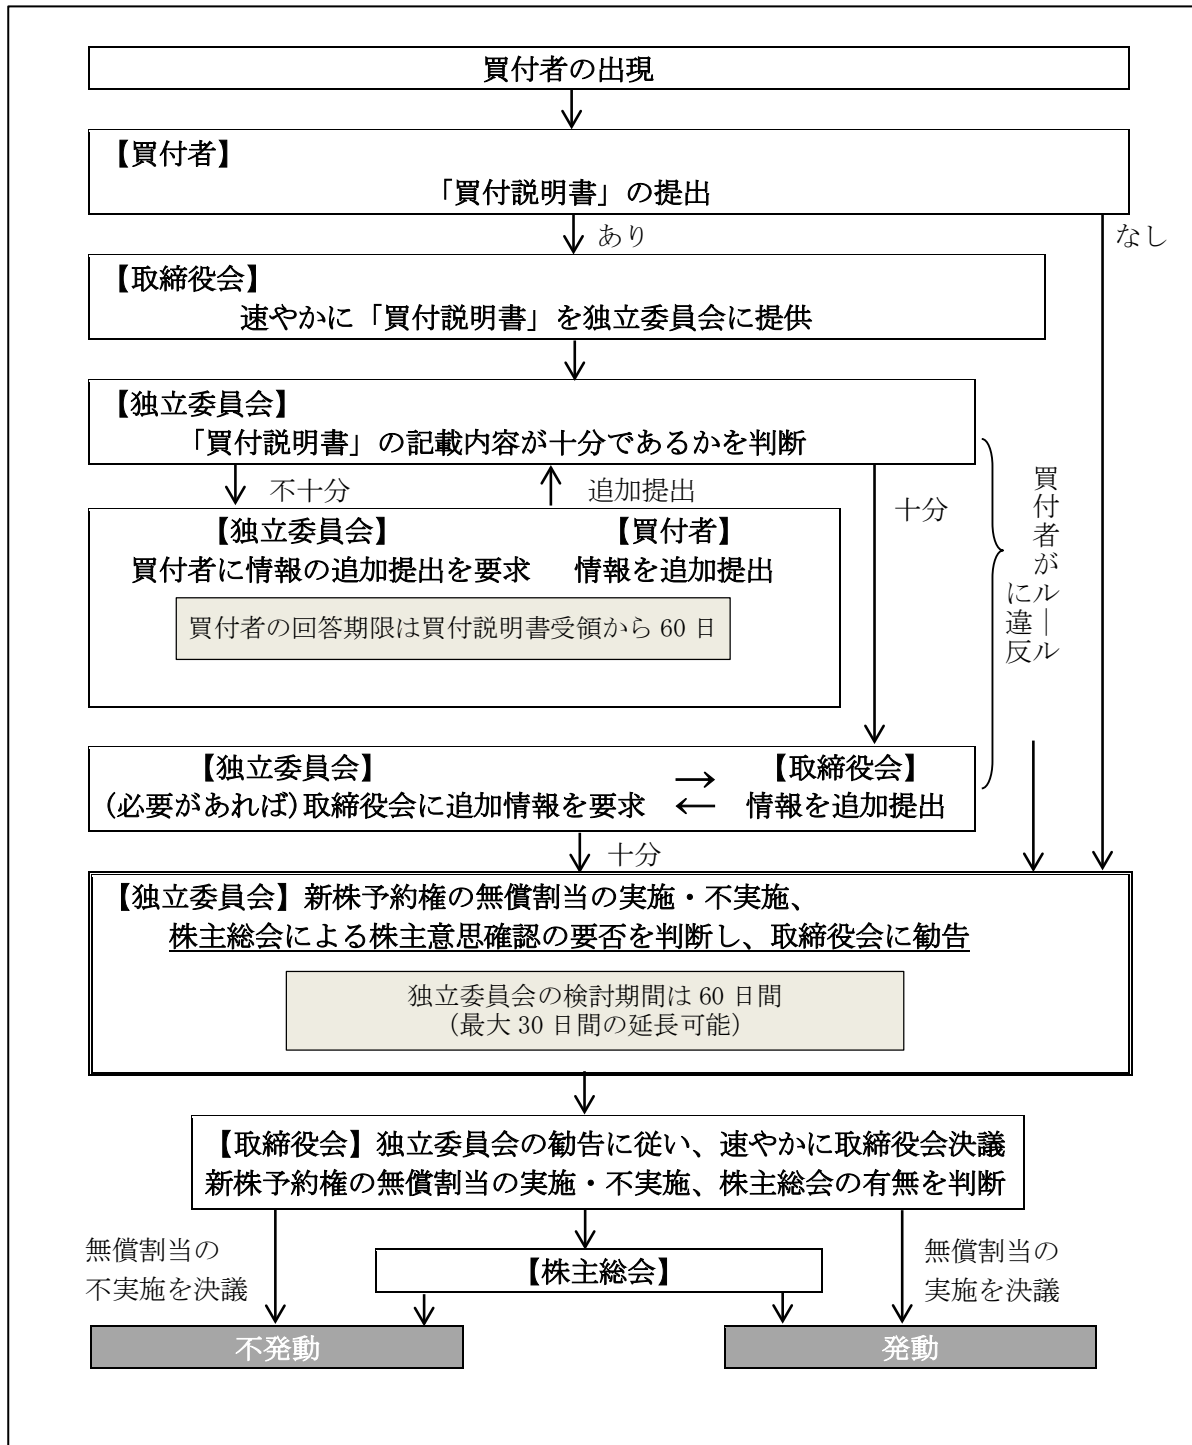 買付者の出現
【買付者】
「買付説明書」の提出
あり
なし
【取締役会】
速やかに「買付説明書」を独立委員会に提供
【独立委員会】
「買付説明書」の記載内容が十分であるかを判断
不十分
追加提出
十分
買付者がルール
に違反
【独立委員会】
買付者に情報の追加提出を要求
【買付者】
情報を追加提出
買付者の回答期限は買付説明書受領から 60 日
【独立委員会】
(必要があれば)取締役会に追加情報を要求
【取締役会】
情報を追加提出
十分
【独立委員会】新株予約権の無償割当の実施・不実施、
株主総会による株主意思確認の要否を判断し、取締役会に勧告
独立委員会の検討期間は 60 日間
（最大 30 日間の延長可能）
【取締役会】独立委員会の勧告に従い、速やかに取締役会決議
新株予約権の無償割当の実施・不実施、株主総会の有無を判断
無償割当の
不実施を決議
【株主総会】
無償割当の
実施を決議
不発動
発動